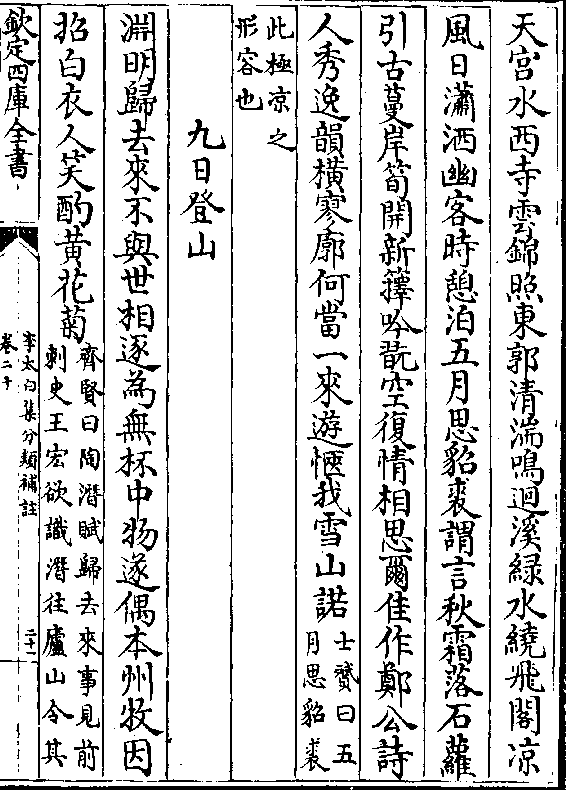 天宮水西寺雲錦照東郭清湍鳴迴溪緑水繞飛閣凉
風日瀟洒幽客時憩泊五月思貂裘謂言秋霜落石蘿
引古蔓岸筍開新籜吟翫空復情相思爾佳作鄭公詩
人秀逸韻横寥廓何當一來遊愜我雪山諾
士贇曰五
月思貂裘
此極凉之
形容也
九日登山
淵明歸去來不與世相逐為無杯中物遂偶本州牧因
招白衣人笑酌黄花菊
齊賢曰陶潛賦歸去來事見前
刺史王宏欲識潛往廬山令其
欽定四庫全書
李太白集分類補註
卷二十
二十一